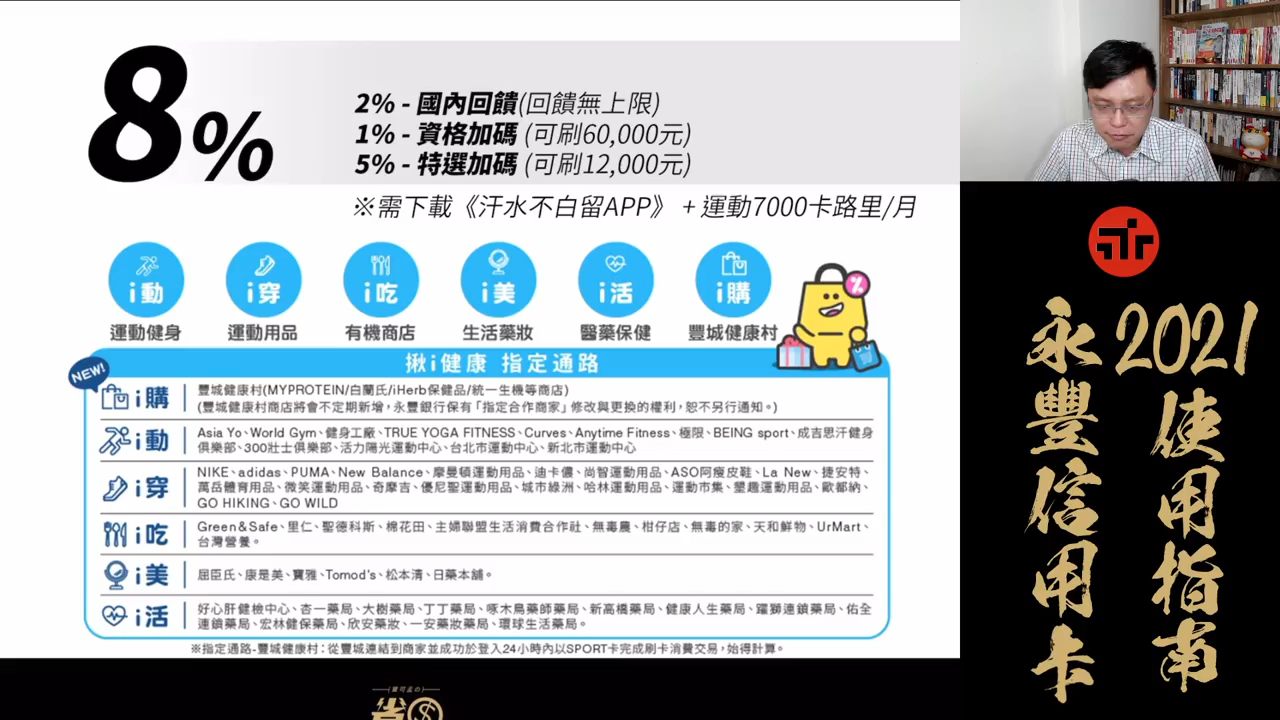 8%
2% - 國內回饋(回饋無上限)
1% - 資格加碼 (可刷60,000元)
5% - 特選加碼 (可刷12,000元)
※需下載《汗水不白留APP》 + 運動7000卡路里/月
i動
i穿
i吃
i美
i活
i購
運動健身
運動用品
有機商店
生活藥妝
醫藥保健
豐城健康村
%
揪i健康 指定通路
NEW!
i購
豐城健康村(MYPROTEIN/白蘭氏/iHerb保健品/統一生機等商店)
(豐城健康村商店將會不定期新增，永豐銀行保有「指定合作商家」修改與更換的權利，恕不另行通知。)
i動
Asia Yo、World Gym、健身工廠、TRUE YOGA FITNESS、Curves、Anytime Fitness、極限、BEING sport、成吉思汗健身
俱樂部、300壯士俱樂部、活力陽光運動中心、台北市運動中心、新北市運動中心
i穿
NIKE、adidas、PUMA、New Balance、摩曼頓運動用品、迪卡儂、尚智運動用品、ASO阿瘦皮鞋、La New、捷安特、
萬岳體育用品、微笑運動用品、奇摩吉、優尼聖運動用品、城市綠洲、哈林運動用品、運動市集、墾趣運動用品、歐都納、
GO HIKING、GO WILD
i吃
Green&Safe、里仁、聖德科斯、棉花田、主婦聯盟生活消費合作社、無毒農、柑仔店、無毒的家、天和鮮物、UrMart、
台灣營養。
i美
屈臣氏、康是美、寶雅、Tomod's、松本清、日藥本舖。
i活
好心肝健檢中心、杏一藥局、大樹藥局、丁丁藥局、啄木鳥藥師藥局、新高橋藥局、健康人生藥局、躍獅連鎖藥局、佑全
連鎖藥局、宏林健保藥局、欣安藥妝、一安藥妝藥局、環球生活藥局。
※指定通路-豐城健康村：從豐城連結到商家並成功於登入24小時內以SPORT卡完成刷卡消費交易，始得計算。
2021使用指南
永豐信用卡